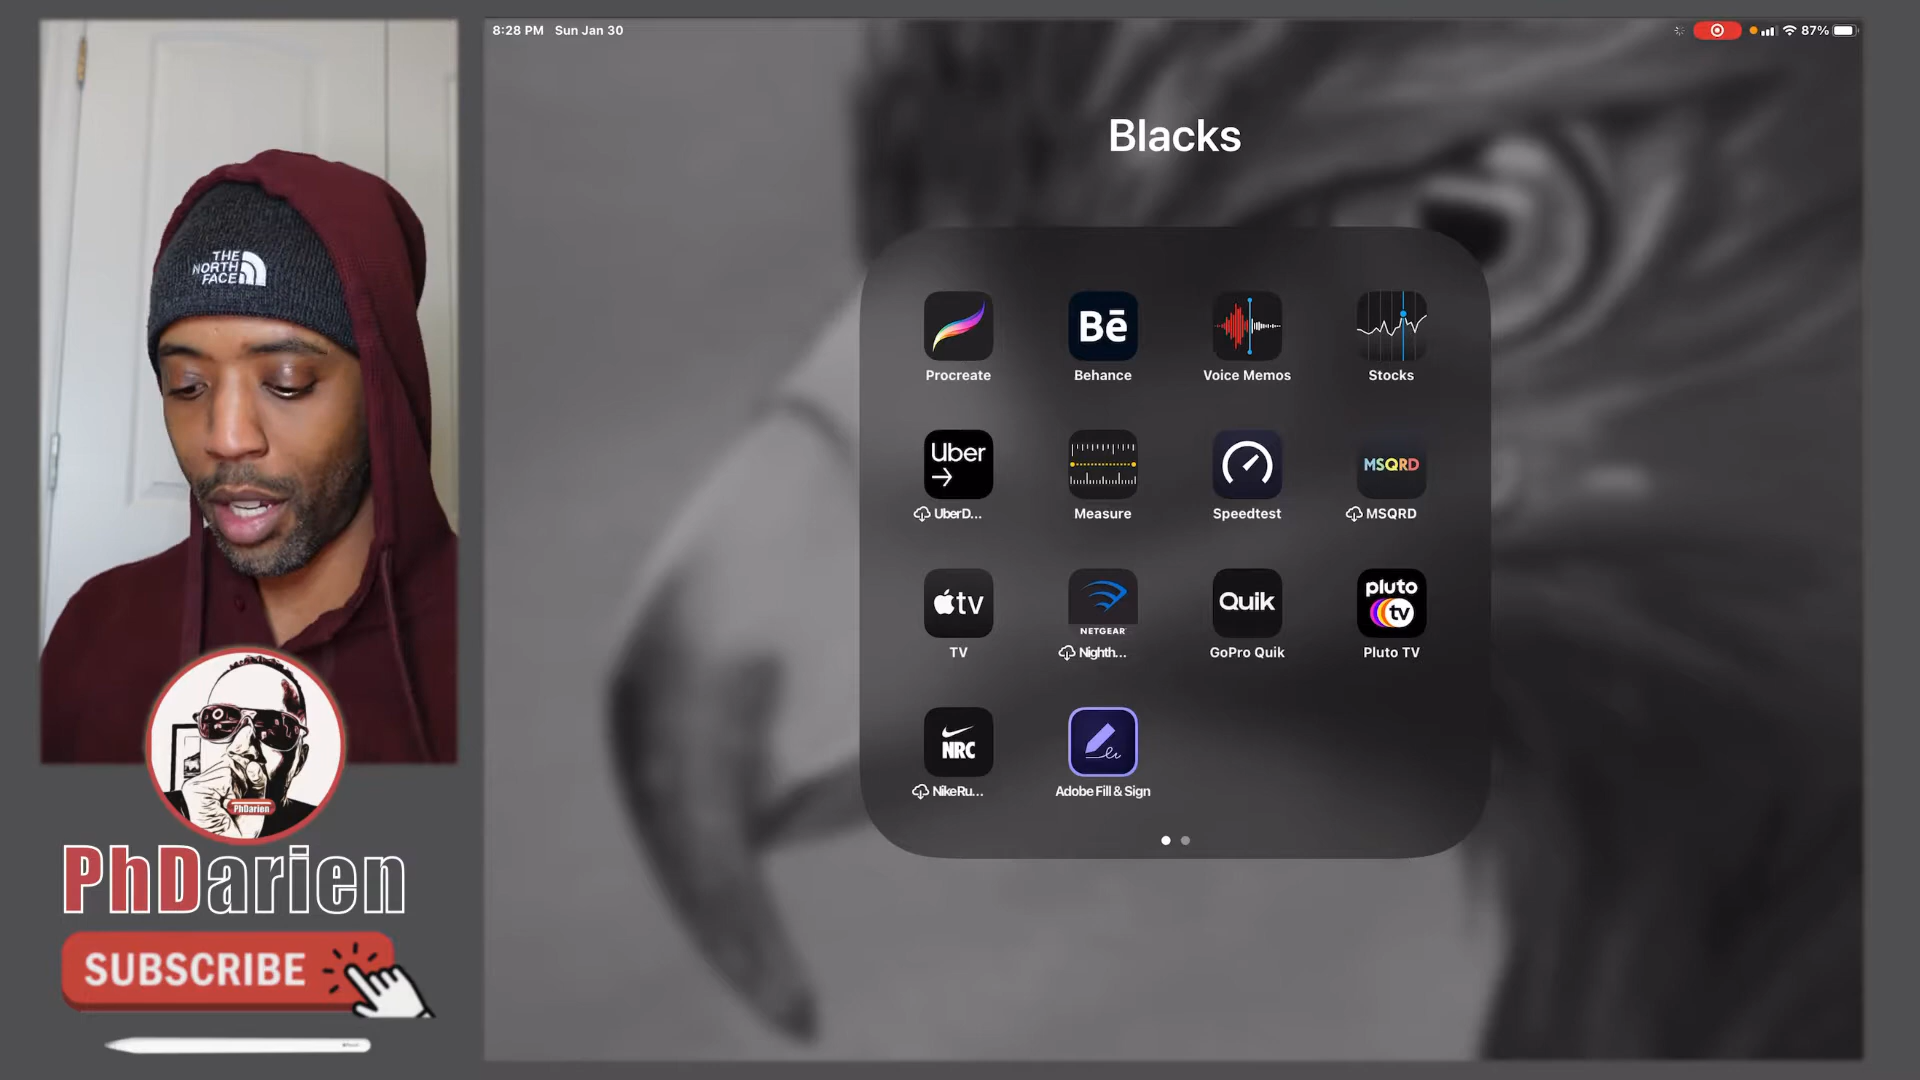 8:28 PM Sun Jan 30
87%
THE
NORTH
FACE
Blacks
Procreate
Behance
Voice Memos
Stocks
Bē
Uber
MSQRD
UberD...
Measure
Speedtest
MSQRD
tv
NETGEAR
Quik
pluto
tv
TV
Nighth...
GoPro Quik
Pluto TV
NRC
NikeRu...
Adobe Fill & Sign
PhDarien
PhDarien
SUBSCRIBE